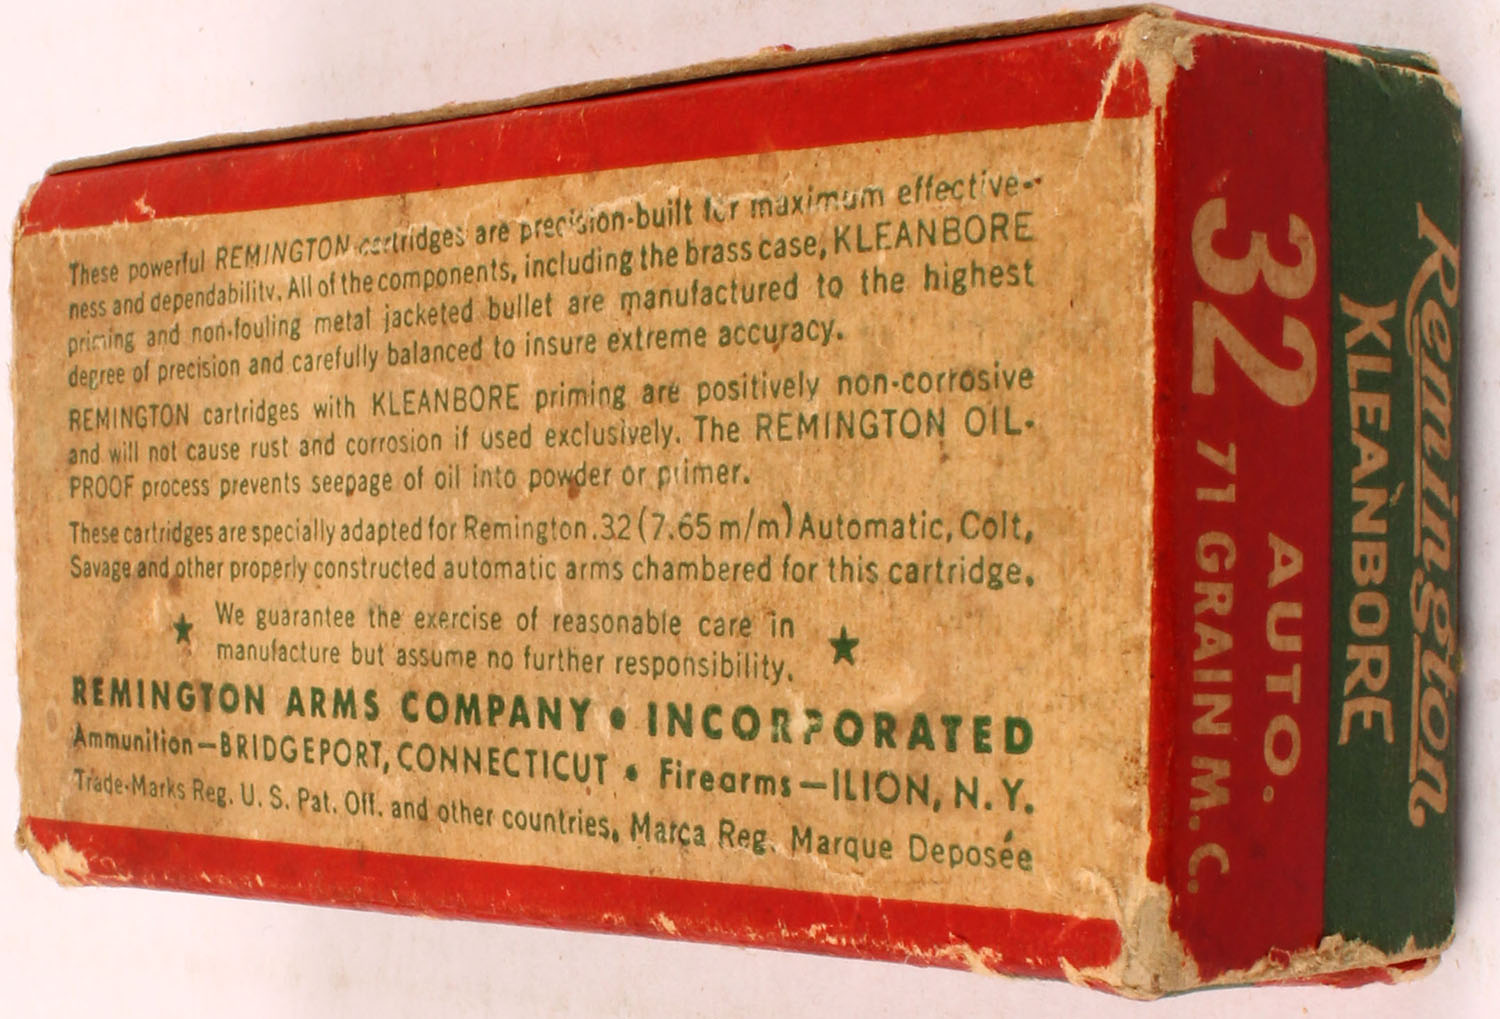 These powerful REMINGTON cartridges are precision-built for maximum effective-
ness and dependability. All of the components, including the brass case, KLEANBORE
priming and non-fouling metal jacketed bullet are manufactured to the highest
degree of precision and carefully balanced to insure extreme accuracy.
REMINGTON cartridges with KLEANBORE priming are positively non-corrosive
and will not cause rust and corrosion if used exclusively. The REMINGTON OIL-
PROOF process prevents seepage of oil into powder or primer.
These cartridges are specially adapted for Remington .32 (7.65 m/m) Automatic, Colt,
Savage and other properly constructed automatic arms chambered for this cartridge.
★ We guarantee the exercise of reasonable care in
manufacture but assume no further responsibility. ★
REMINGTON ARMS COMPANY • INCORPORATED
Ammunition—BRIDGEPORT, CONNECTICUT • Firearms—ILION, N.Y.
Trade-Marks Reg. U. S. Pat. Off. and other countries. Marca Reg. Marque Deposée
Remington
KLEANBORE
32 AUTO.
71 GRAIN M. C.